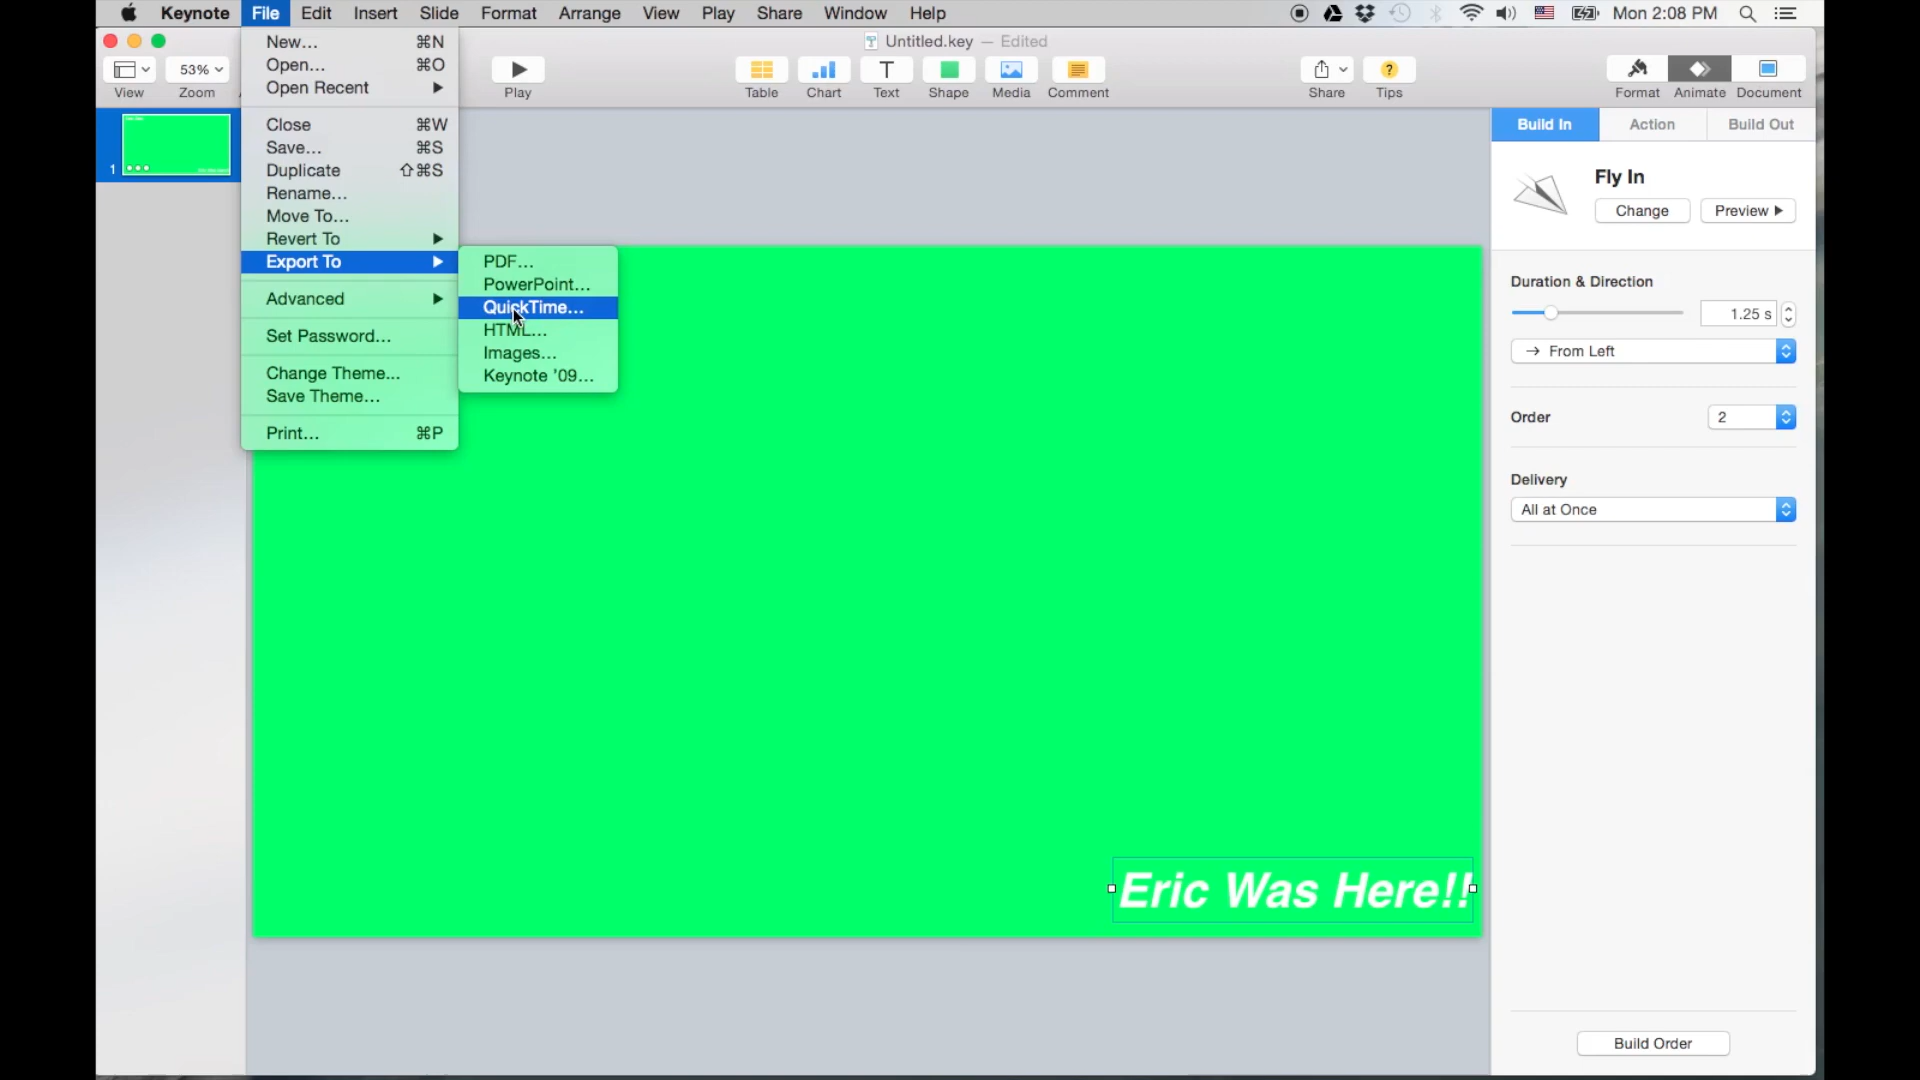 Keynote File Edit Insert Slide Format Arrange View Play Share Window Help Mon 2:08 PM
Untitled.key — Edited
53%
View Zoom Play Table Chart Text Shape Media Comment Share Tips Format Animate Document
New... ⌘N
Open... ⌘O
Open Recent
Close ⌘W
Save... ⌘S
Duplicate ⇧⌘S
Rename...
Move To...
Revert To
Export To
Advanced
Set Password...
Change Theme...
Save Theme...
Print... ⌘P
PDF...
PowerPoint...
QuickTime...
HTML...
Images...
Keynote '09...
1
Eric Was Here!!
Build In Action Build Out
Fly In
Change Preview
Duration & Direction
1.25 s
From Left
Order 2
Delivery
All at Once
Build Order